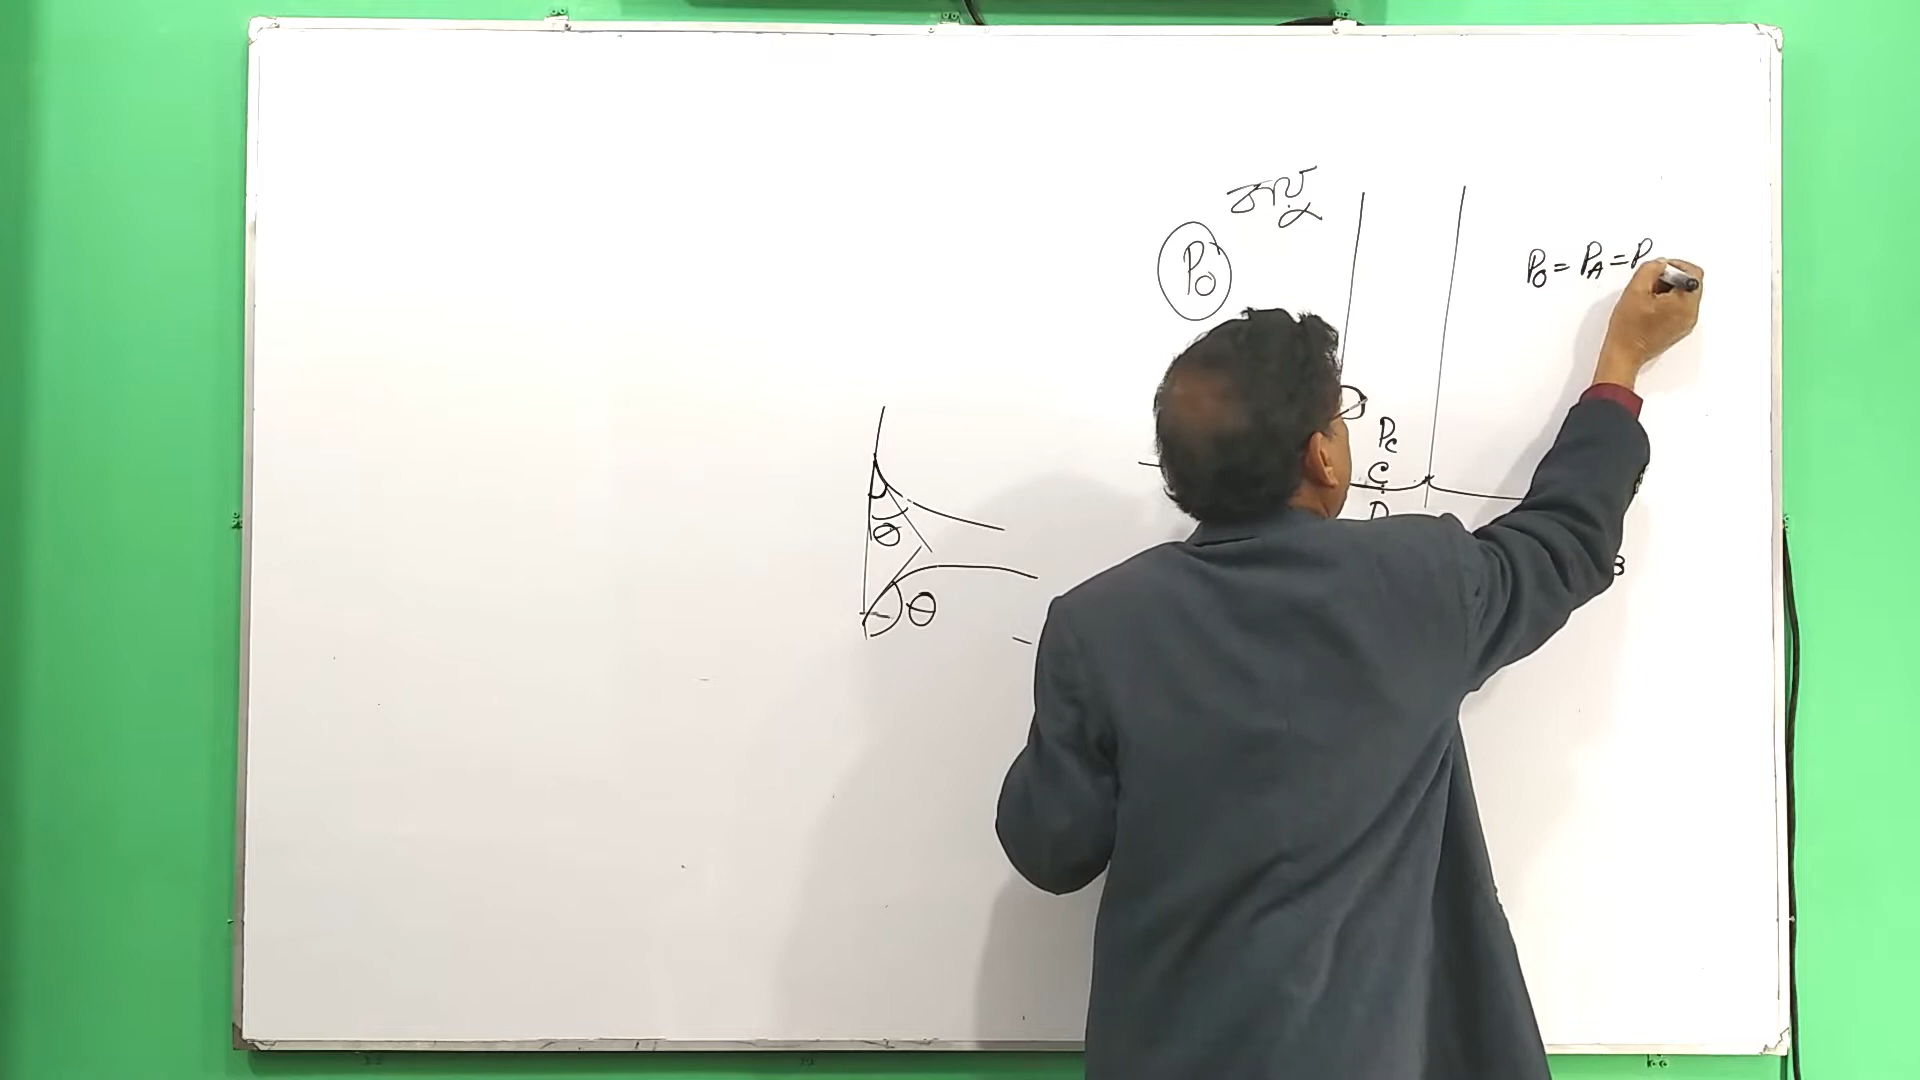 বায়ু
P₀
P₀ = P_A = P
P_C
C
θ
B
θ